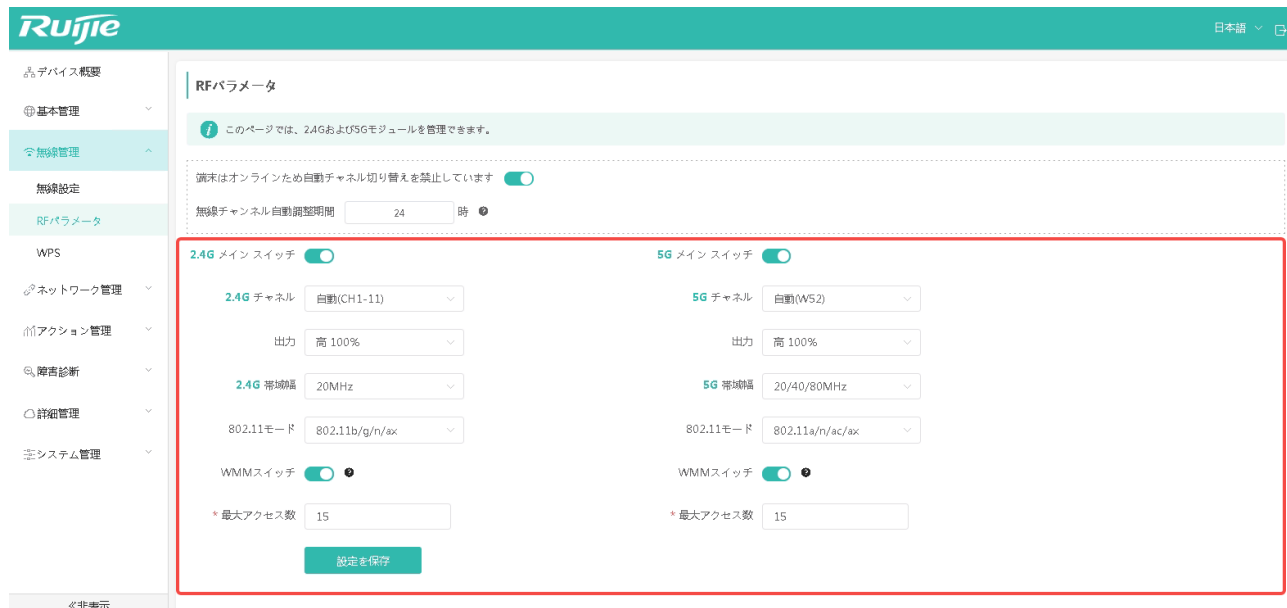 Ruijie
日本語
デバイス概要
基本管理
無線管理
無線設定
RFパラメータ
WPS
ネットワーク管理
アクション管理
障害診断
詳細管理
システム管理
≪非表示
RFパラメータ
このページでは、2.4Gおよび5Gモジュールを管理できます。
端末はオンラインため自動チャネル切り替えを禁止しています
無線チャンネル自動調整期間 24 時
2.4G メイン スイッチ
2.4G チャネル 自動(CH1-11)
出力 高 100%
2.4G 帯域幅 20MHz
802.11モード 802.11b/g/n/ax
WMMスイッチ
* 最大アクセス数 15
設定を保存
5G メイン スイッチ
5G チャネル 自動(W52)
出力 高 100%
5G 帯域幅 20/40/80MHz
802.11モード 802.11a/n/ac/ax
WMMスイッチ
* 最大アクセス数 15